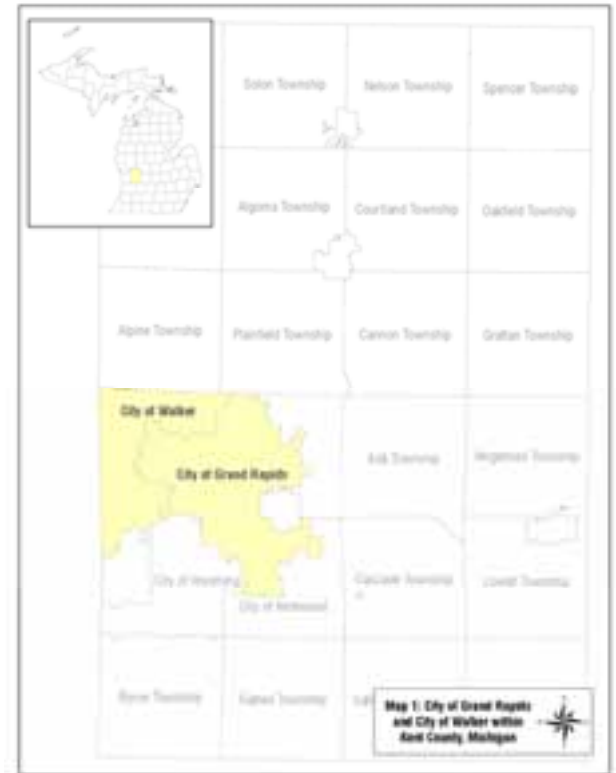 Solon Township
Nelson Township
Spencer Township
Algoma Township
Courtland Township
Oakfield Township
Alpine Township
Plainfield Township
Cannon Township
Grattan Township
City of Walker
City of Grand Rapids
Ada Township
Vergennes Township
City of Wyoming
City of Kentwood
Cascade Township
Lowell Township
Byron Township
Gaines Township
Map 1: City of Grand Rapids
and City of Walker within
Kent County, Michigan